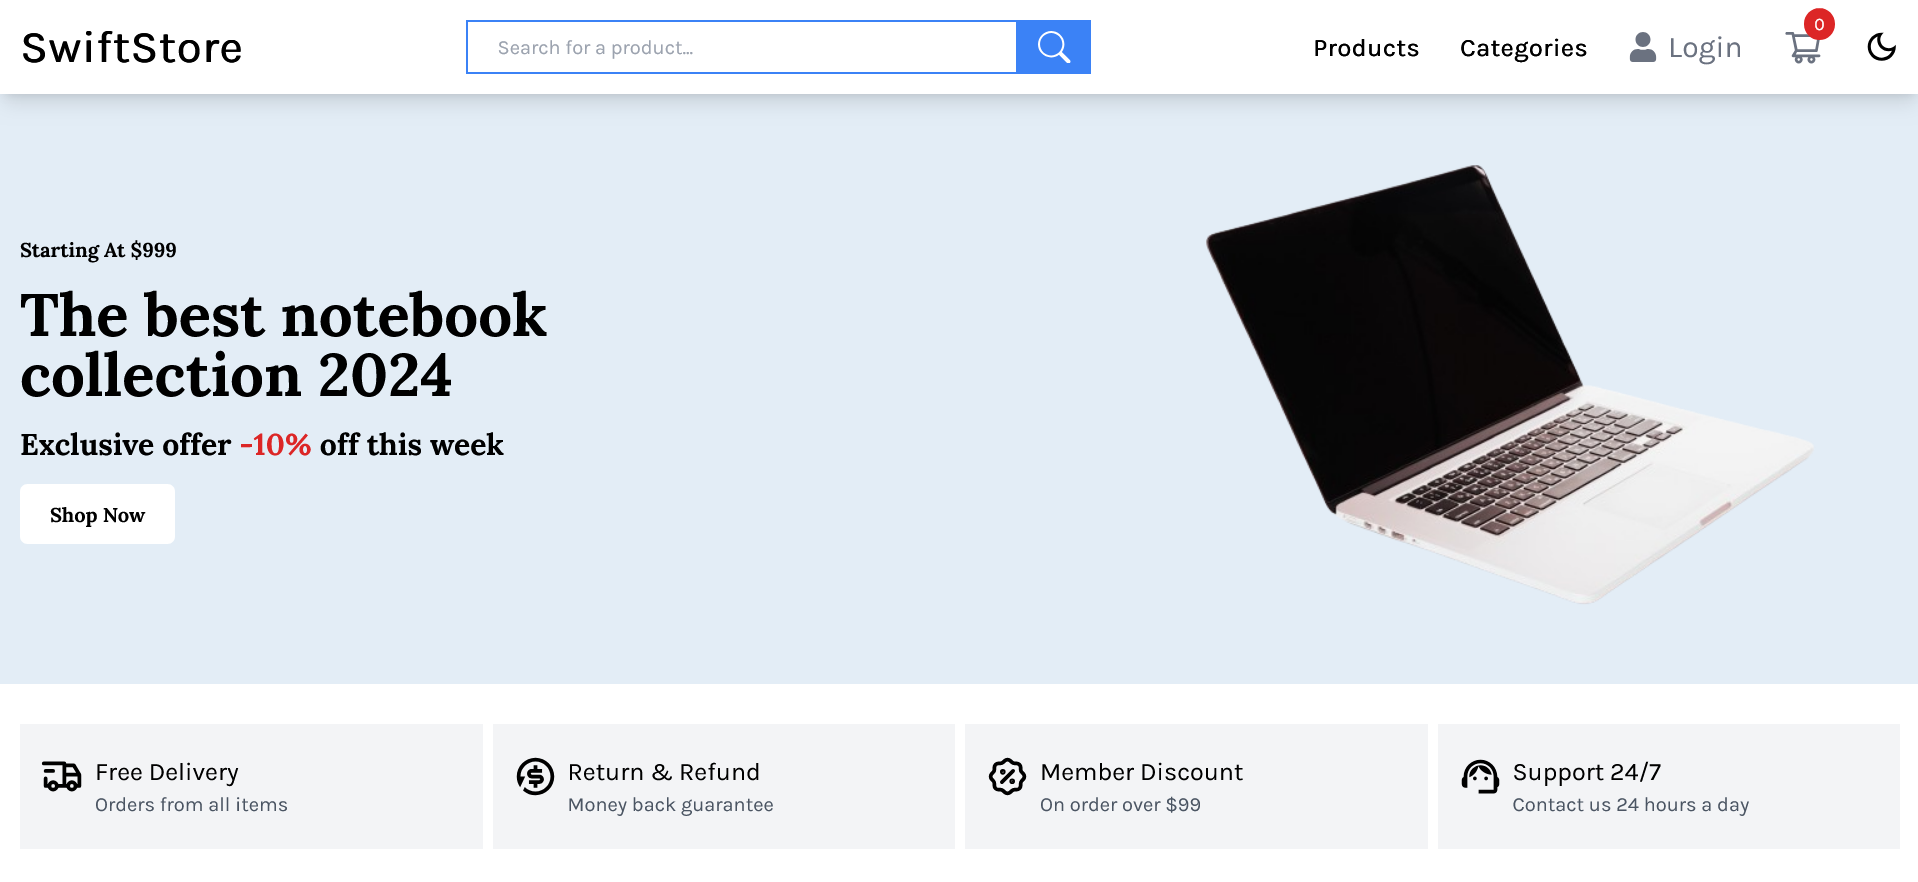 SwiftStore
Search for a product...
Products
Categories
Login
0
Starting At $999
The best notebook
collection 2024
Exclusive offer -10% off this week
Shop Now
Free Delivery
Orders from all items
Return & Refund
Money back guarantee
Member Discount
On order over $99
Support 24/7
Contact us 24 hours a day